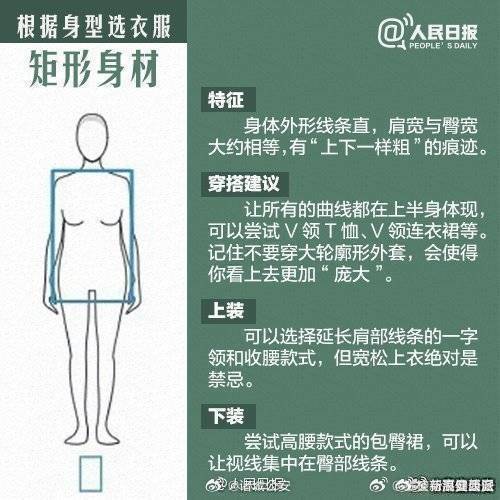 根据身型选衣服
矩形身材
@人民日报
PEOPLE'S DAILY
特征
身体外形线条直，肩宽与臀宽
大约相等，有“上下一样粗”的痕迹。
穿搭建议
让所有的曲线都在上半身体现，
可以尝试V领T恤、V领连衣裙等。
记住不要穿大轮廓形外套，会使得
你看上去更加“庞大”。
上装
可以选择延长肩部线条的一字
领和收腰款式，但宽松上衣绝对是
禁忌。
下装
尝试高腰款式的包臀裙，可以
让视线集中在臀部线条。
@人民日报